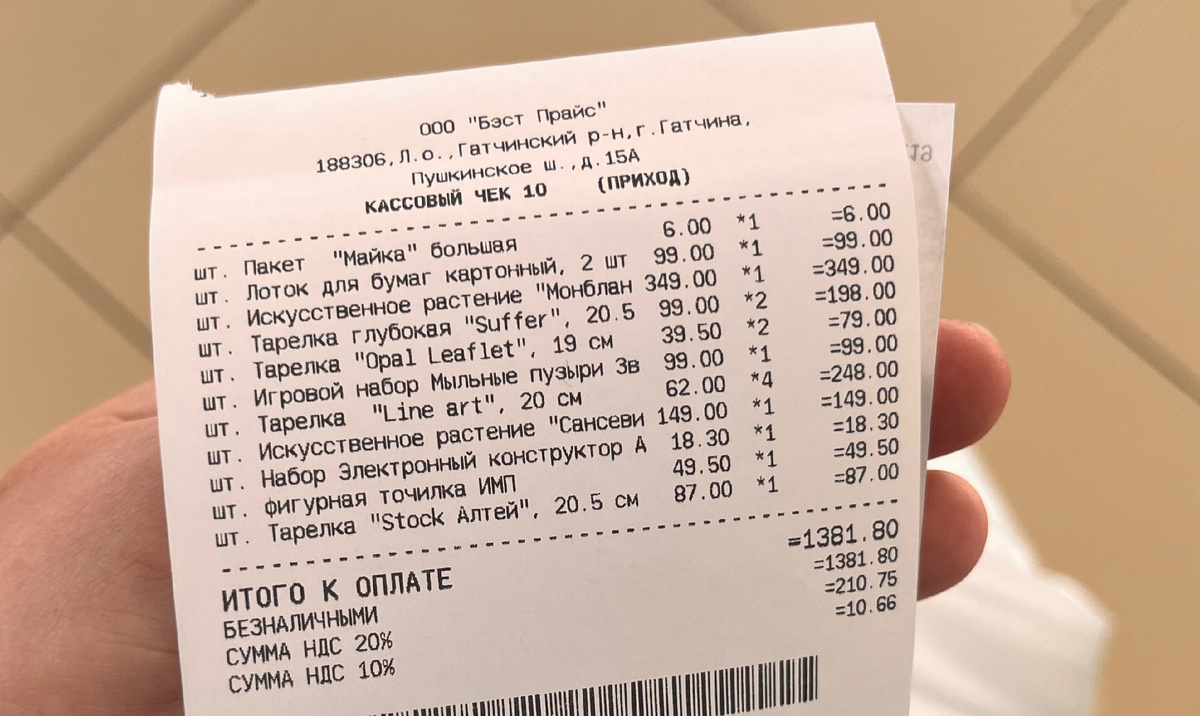 ООО "Бэст Прайс"
188306,Л.о.,Гатчинский р-н,г.Гатчина,
Пушкинское ш.,д.15А
КАССОВЫЙ ЧЕК 10 (ПРИХОД)
шт. Пакет "Майка" большая 6.00 *1 =6.00
шт. Лоток для бумаг картонный, 2 шт 99.00 *1 =99.00
шт. Искусственное растение "Монблан 349.00 *1 =349.00
шт. Тарелка глубокая "Suffer", 20.5 99.00 *2 =198.00
шт. Тарелка "Opal Leaflet", 19 см 39.50 *2 =79.00
шт. Игровой набор Мыльные пузыри Зв 99.00 *1 =99.00
шт. Тарелка "Line art", 20 см 62.00 *4 =248.00
шт. Искусственное растение "Сансеви 149.00 *1 =149.00
шт. Набор Электронный конструктор А 18.30 *1 =18.30
шт. фигурная точилка ИМП 49.50 *1 =49.50
шт. Тарелка "Stock Алтей", 20.5 см 87.00 *1 =87.00
ИТОГО К ОПЛАТЕ =1381.80
БЕЗНАЛИЧНЫМИ =1381.80
СУММА НДС 20% =210.75
СУММА НДС 10% =10.66